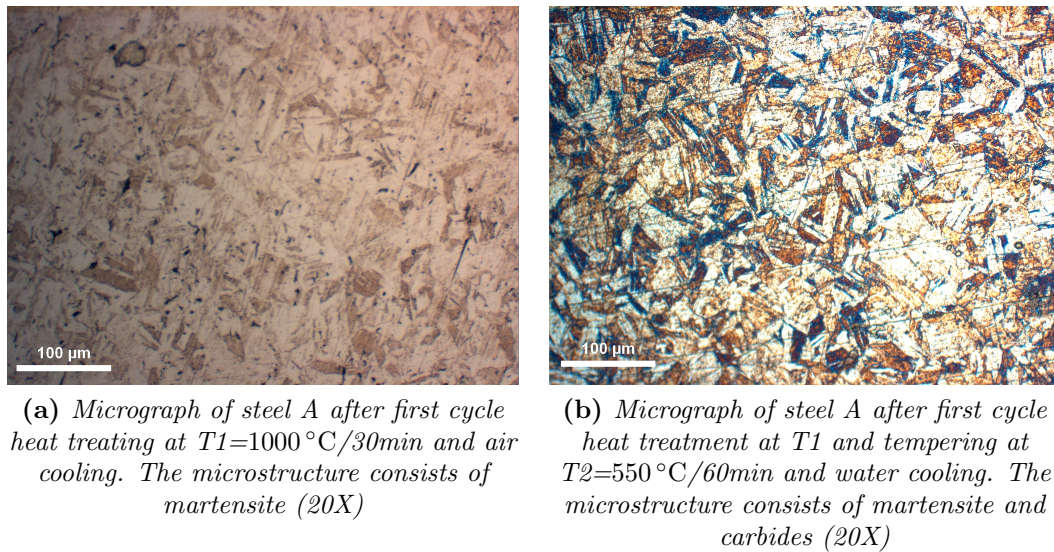 100 µm
100 µm
(a) Micrograph of steel A after first cycle
heat treating at T1=1000 °C/30min and air
cooling. The microstructure consists of
martensite (20X)
(b) Micrograph of steel A after first cycle
heat treatment at T1 and tempering at
T2=550 °C/60min and water cooling. The
microstructure consists of martensite and
carbides (20X)